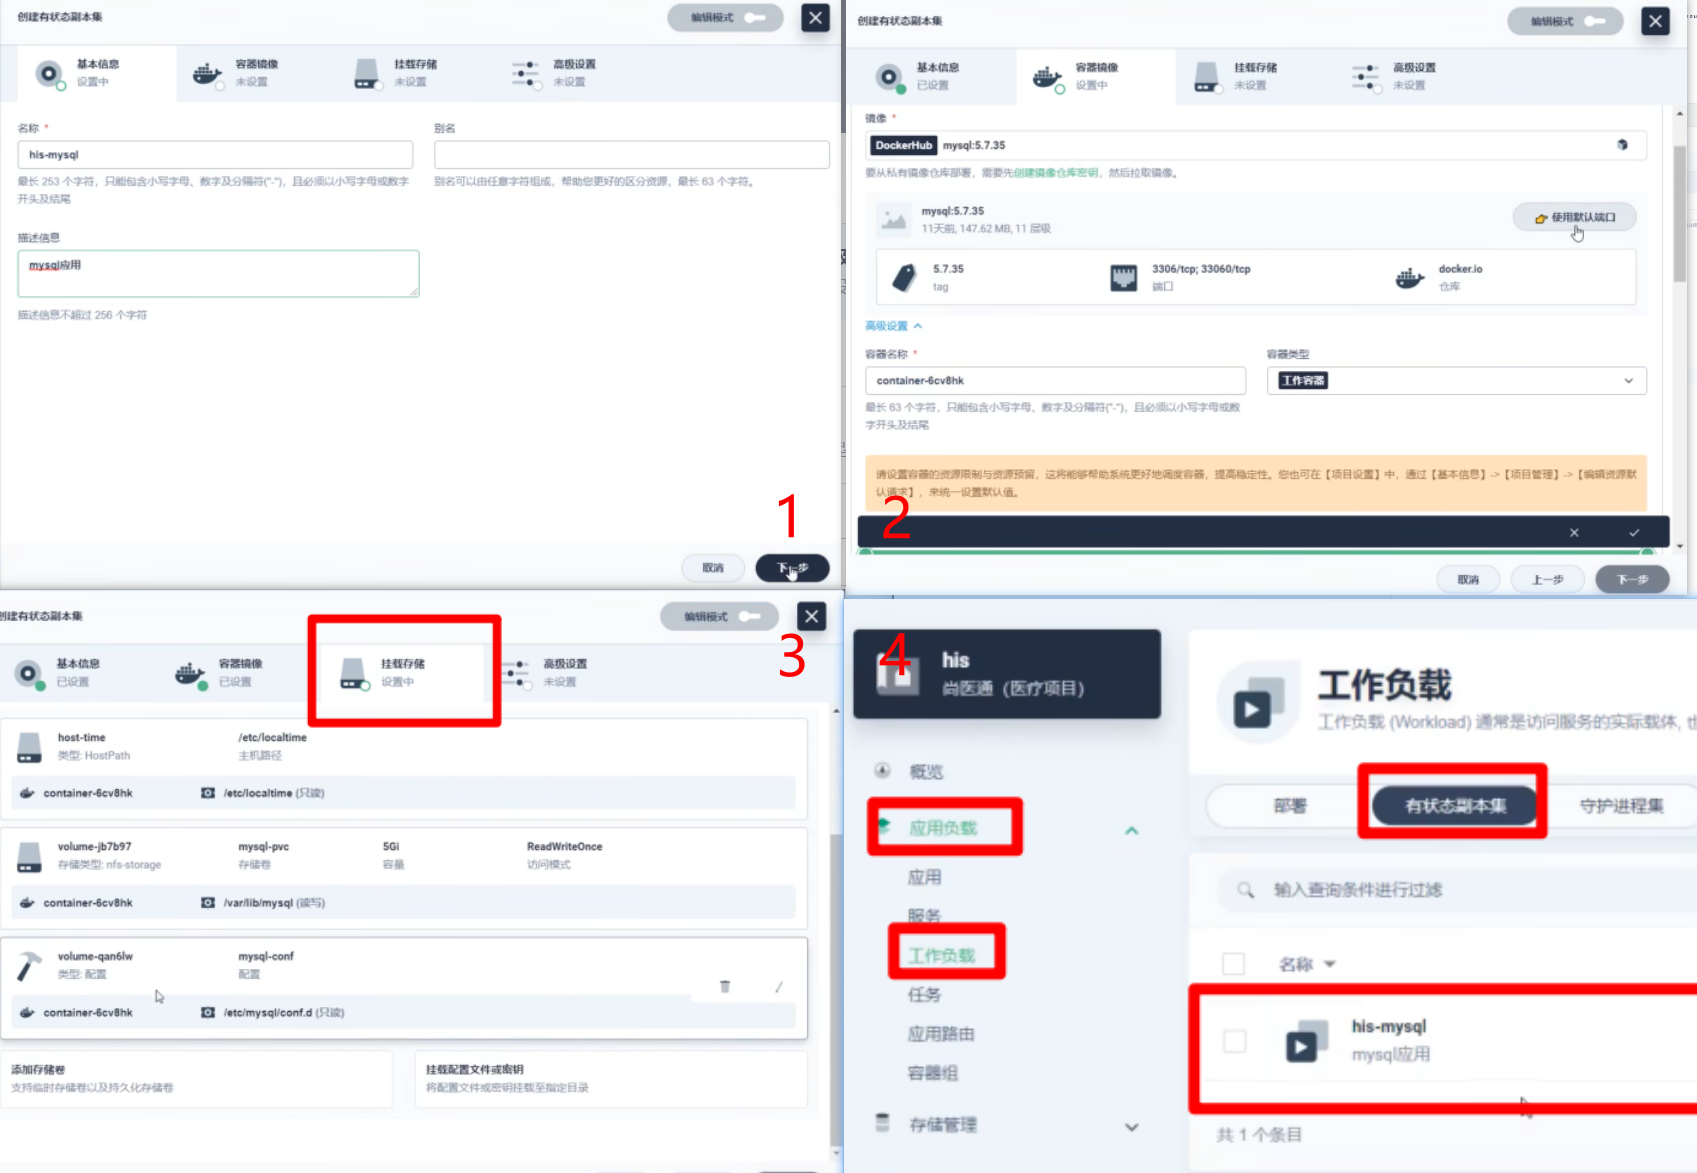 创建有状态副本集
编辑模式
基本信息
设置中
容器镜像
未设置
挂载存储
未设置
高级设置
未设置
名称 *
别名
his-mysql
最长 253 个字符，只能包含小写字母、数字及分隔符("-")，且必须以小写字母或数字
开头及结尾
别名可以由任意字符组成，帮助您更好的区分资源，最长 63 个字符。
描述信息
mysql应用
描述信息不超过 256 个字符
1
取消
下一步
创建有状态副本集
编辑模式
基本信息
已设置
容器镜像
设置中
挂载存储
未设置
高级设置
未设置
镜像 *
DockerHub mysql:5.7.35
要从私有镜像仓库部署，需要先创建镜像仓库密钥，然后拉取镜像。
mysql:5.7.35
11天前, 147.62 MB, 11 层级
使用默认端口
5.7.35
tag
3306/tcp; 33060/tcp
端口
docker.io
仓库
高级设置
容器名称 *
容器类型
container-6cv8hk
工作容器
最长 63 个字符，只能包含小写字母、数字及分隔符("-")，且必须以小写字母或数
字开头及结尾
请设置容器的资源限制与资源预留，这将能够帮助系统更好地调度容器，提高稳定性。您也可在【项目设置】中，通过【基本信息】->【项目管理】->【编辑资源默
认请求】，来统一设置默认值。
2
取消
上一步
下一步
创建有状态副本集
编辑模式
3
基本信息
已设置
容器镜像
已设置
挂载存储
设置中
高级设置
未设置
host-time
类型: HostPath
/etc/localtime
主机路径
container-6cv8hk
/etc/localtime (只读)
volume-jb7b97
存储类型: nfs-storage
mysql-pvc
存储卷
5Gi
容量
ReadWriteOnce
访问模式
container-6cv8hk
/var/lib/mysql (读写)
volume-qan6lw
类型: 配置
mysql-conf
配置
container-6cv8hk
/etc/mysql/conf.d (只读)
添加存储卷
支持临时存储卷以及持久化存储卷
挂载配置文件或密钥
将配置文件或密钥挂载至指定目录
4
his
尚医通（医疗项目）
概览
应用负载
应用
服务
工作负载
任务
应用路由
容器组
存储管理
工作负载
工作负载 (Workload) 通常是访问服务的实际载体，也
部署
有状态副本集
守护进程集
输入查询条件进行过滤
名称
his-mysql
mysql应用
共 1 个条目